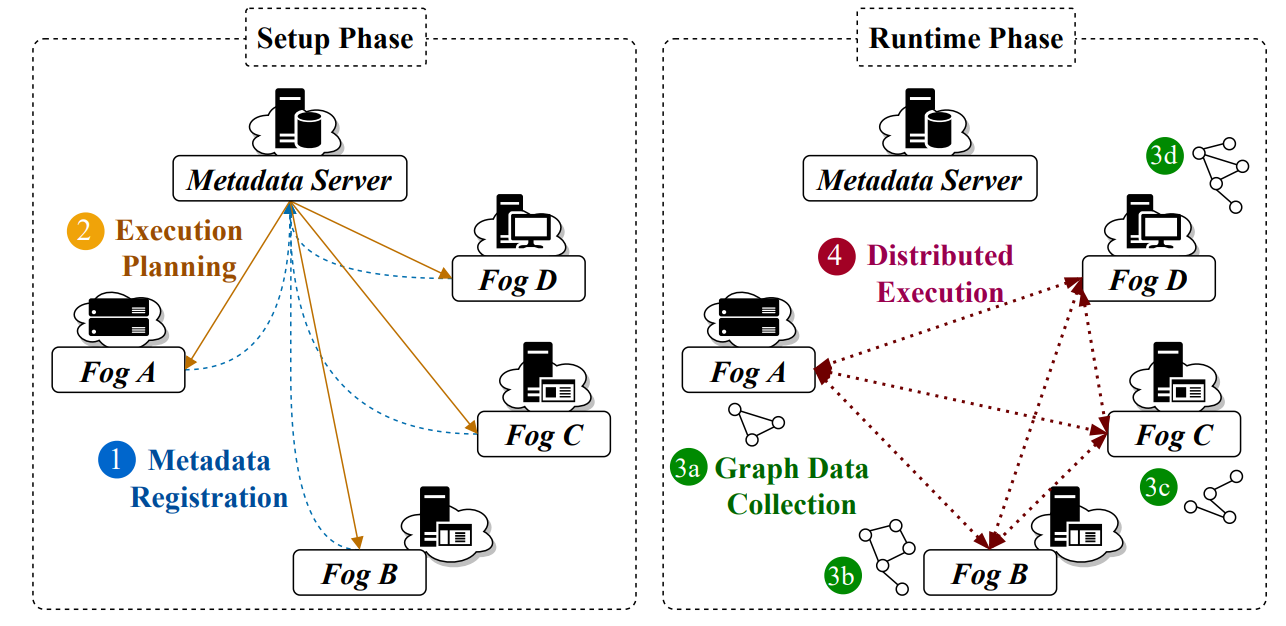 Setup Phase
Metadata Server
2 Execution
Planning
Fog D
Fog A
Fog C
1 Metadata
Registration
Fog B
Runtime Phase
Metadata Server
3d
4 Distributed
Execution
Fog D
Fog A
Fog C
3a Graph Data
Collection
3c
3b
Fog B